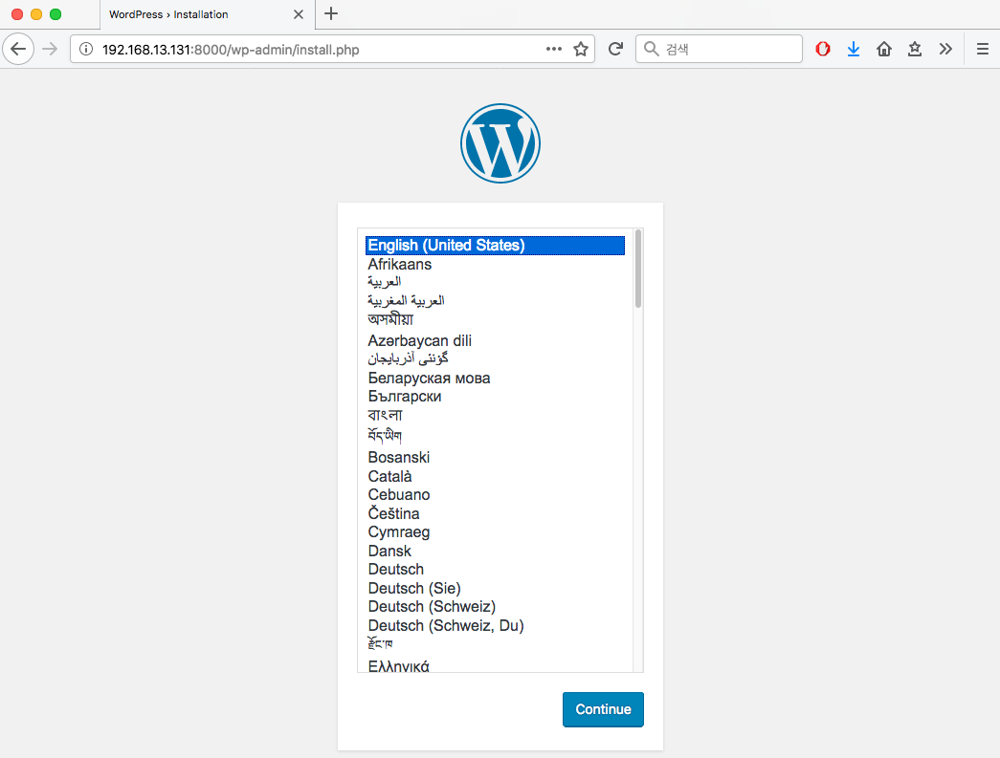 WordPress › Installation
192.168.13.131:8000/wp-admin/install.php
검색
English (United States)
Afrikaans
العربية
العربية المغربية
অসমীয়া
Azərbaycan dili
گؤنئی آذربایجان
Беларуская мова
Български
বাংলা
བོད་ཡིག
Bosanski
Català
Cebuano
Čeština
Cymraeg
Dansk
Deutsch
Deutsch (Sie)
Deutsch (Schweiz)
Deutsch (Schweiz, Du)
རྫོང་ཁ
Ελληνικά
Continue